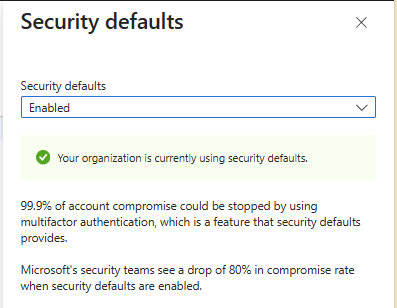 Security defaults
Security defaults
Enabled
Your organization is currently using security defaults.
99.9% of account compromise could be stopped by using
multifactor authentication, which is a feature that security defaults
provides.
Microsoft's security teams see a drop of 80% in compromise rate
when security defaults are enabled.